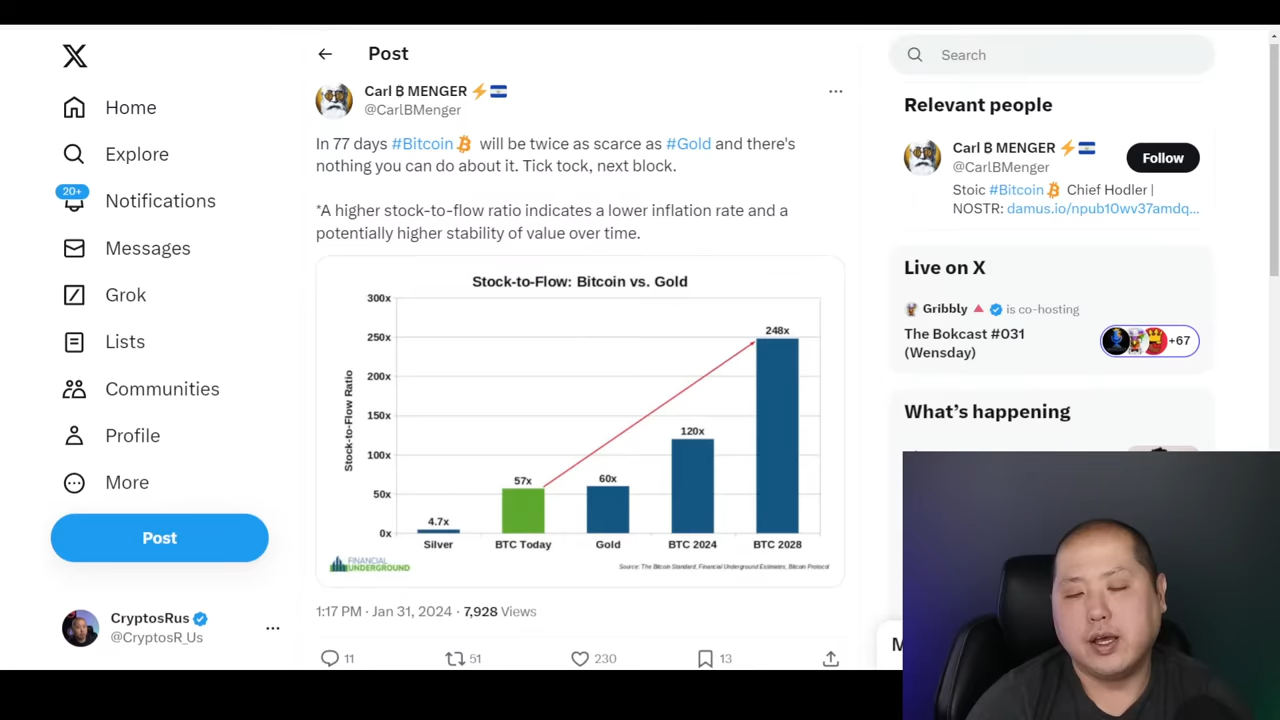 Post
Search
Home
Explore
20+
Notifications
Messages
Grok
Lists
Communities
Profile
More
Post
CryptosRus
@CryptosR_Us
Carl B MENGER
@CarlBMenger
In 77 days #Bitcoin will be twice as scarce as #Gold and there's
nothing you can do about it. Tick tock, next block.
*A higher stock-to-flow ratio indicates a lower inflation rate and a
potentially higher stability of value over time.
Stock-to-Flow: Bitcoin vs. Gold
Stock-to-Flow Ratio
300x
250x
200x
150x
100x
50x
0x
4.7x
57x
60x
120x
248x
Silver
BTC Today
Gold
BTC 2024
BTC 2028
FINANCIAL
UNDERGROUND
Source: The Bitcoin Standard, Financial Underground Estimates, Bitcoin Protocol
1:17 PM · Jan 31, 2024 · 7,928 Views
11
51
230
13
Relevant people
Carl B MENGER
@CarlBMenger
Follow
Stoic #Bitcoin Chief Hodler |
NOSTR: damus.io/npub10wv37amdq...
Live on X
Gribbly is co-hosting
The Bokcast #031
(Wensday)
+67
What's happening